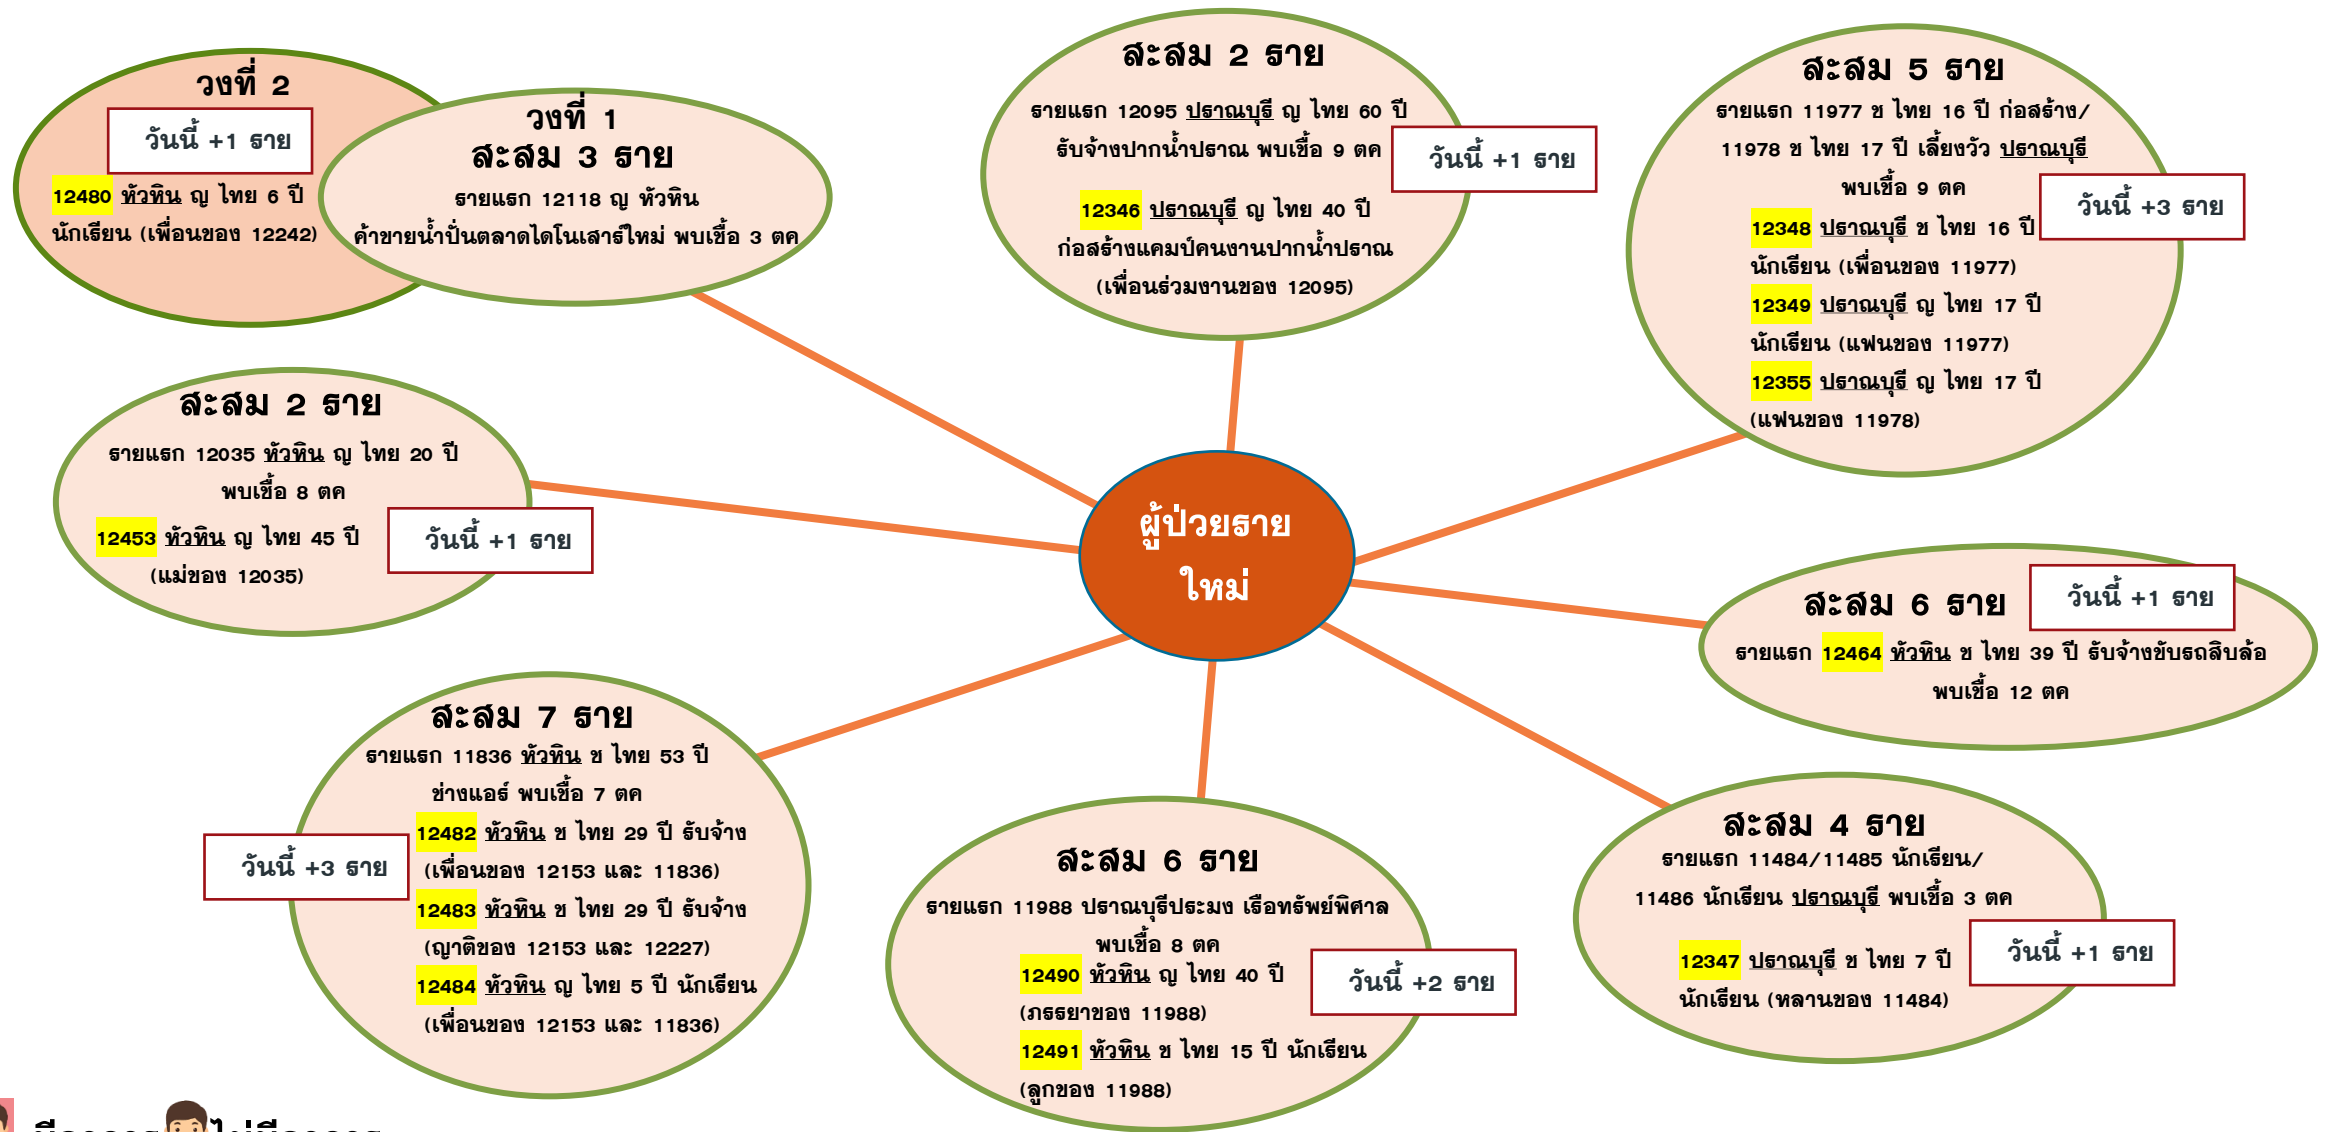 วงที่ 2
วันนี้ +1 ราย
12480 หัวหิน ญ ไทย 6 ปี
นักเรียน (เพื่อนของ 12242)
วงที่ 1
สะสม 3 ราย
รายแรก 12118 ญ หัวหิน
ค้าขายน้ำปั่นตลาดไดโนเสาร์ใหม่ พบเชื้อ 3 ตค
สะสม 2 ราย
รายแรก 12095 ปราณบุรี ญ ไทย 60 ปี
รับจ้างปากน้ำปราณ พบเชื้อ 9 ตค
วันนี้ +1 ราย
12346 ปราณบุรี ญ ไทย 40 ปี
ก่อสร้างแคมป์คนงานปากน้ำปราณ
(เพื่อนร่วมงานของ 12095)
สะสม 5 ราย
รายแรก 11977 ช ไทย 16 ปี ก่อสร้าง/
11978 ช ไทย 17 ปี เลี้ยงวัว ปราณบุรี
พบเชื้อ 9 ตค
วันนี้ +3 ราย
12348 ปราณบุรี ช ไทย 16 ปี
นักเรียน (เพื่อนของ 11977)
12349 ปราณบุรี ญ ไทย 17 ปี
นักเรียน (แฟนของ 11977)
12355 ปราณบุรี ญ ไทย 17 ปี
(แฟนของ 11978)
สะสม 2 ราย
รายแรก 12035 หัวหิน ญ ไทย 20 ปี
พบเชื้อ 8 ตค
12453 หัวหิน ญ ไทย 45 ปี
(แม่ของ 12035)
วันนี้ +1 ราย
ผู้ป่วยราย
ใหม่
สะสม 6 ราย
วันนี้ +1 ราย
รายแรก 12464 หัวหิน ช ไทย 39 ปี รับจ้างขับรถสิบล้อ
พบเชื้อ 12 ตค
สะสม 7 ราย
รายแรก 11836 หัวหิน ช ไทย 53 ปี
ช่างแอร์ พบเชื้อ 7 ตค
วันนี้ +3 ราย
12482 หัวหิน ช ไทย 29 ปี รับจ้าง
(เพื่อนของ 12153 และ 11836)
12483 หัวหิน ช ไทย 29 ปี รับจ้าง
(ญาติของ 12153 และ 12227)
12484 หัวหิน ญ ไทย 5 ปี นักเรียน
(เพื่อนของ 12153 และ 11836)
สะสม 6 ราย
รายแรก 11988 ปราณบุรีประมง เรือทรัพย์พิศาล
พบเชื้อ 8 ตค
12490 หัวหิน ญ ไทย 40 ปี
(ภรรยาของ 11988)
12491 หัวหิน ช ไทย 15 ปี นักเรียน
(ลูกของ 11988)
วันนี้ +2 ราย
สะสม 4 ราย
รายแรก 11484/11485 นักเรียน/
11486 นักเรียน ปราณบุรี พบเชื้อ 3 ตค
12347 ปราณบุรี ช ไทย 7 ปี
นักเรียน (หลานของ 11484)
วันนี้ +1 ราย